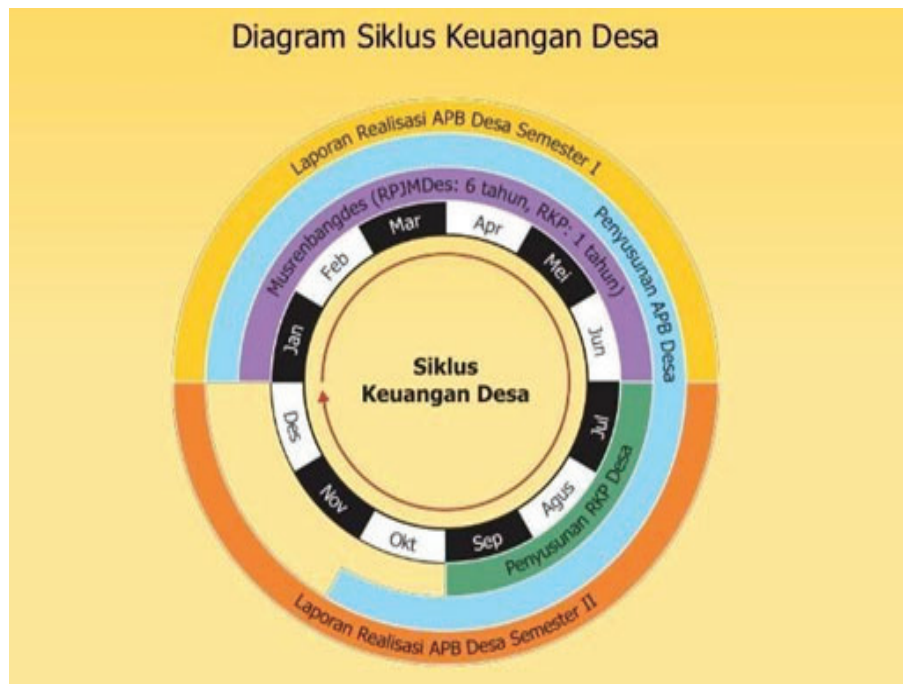 Diagram Siklus Keuangan Desa
Laporan Realisasi APB Desa Semester I
Penyusunan APB Desa
Musrenbangdes (RPJMDes: 6 tahun, RKP: 1 tahun)
Jan
Feb
Mar
Apr
Mei
Jun
Jul
Agus
Sep
Okt
Nov
Des
Siklus
Keuangan Desa
Penyusunan RKP Desa
Laporan Realisasi APB Desa Semester II